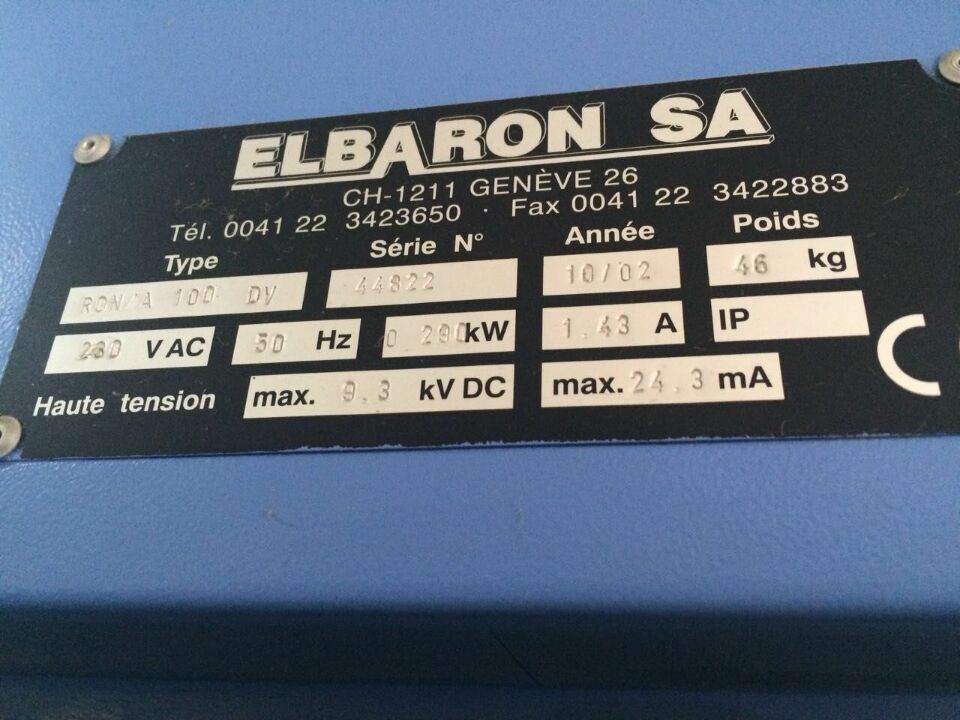 ELBARON SA
CH-1211 GENÈVE 26
Tél. 0041 22 3423650 · Fax 0041 22 3422883
Type Série N° Année Poids
RON/A 100 DV 44822 10/02 46 kg
230 V AC 50 Hz 0.290 kW 1.43 A IP
Haute tension max. 9.3 kV DC max. 24.3 mA